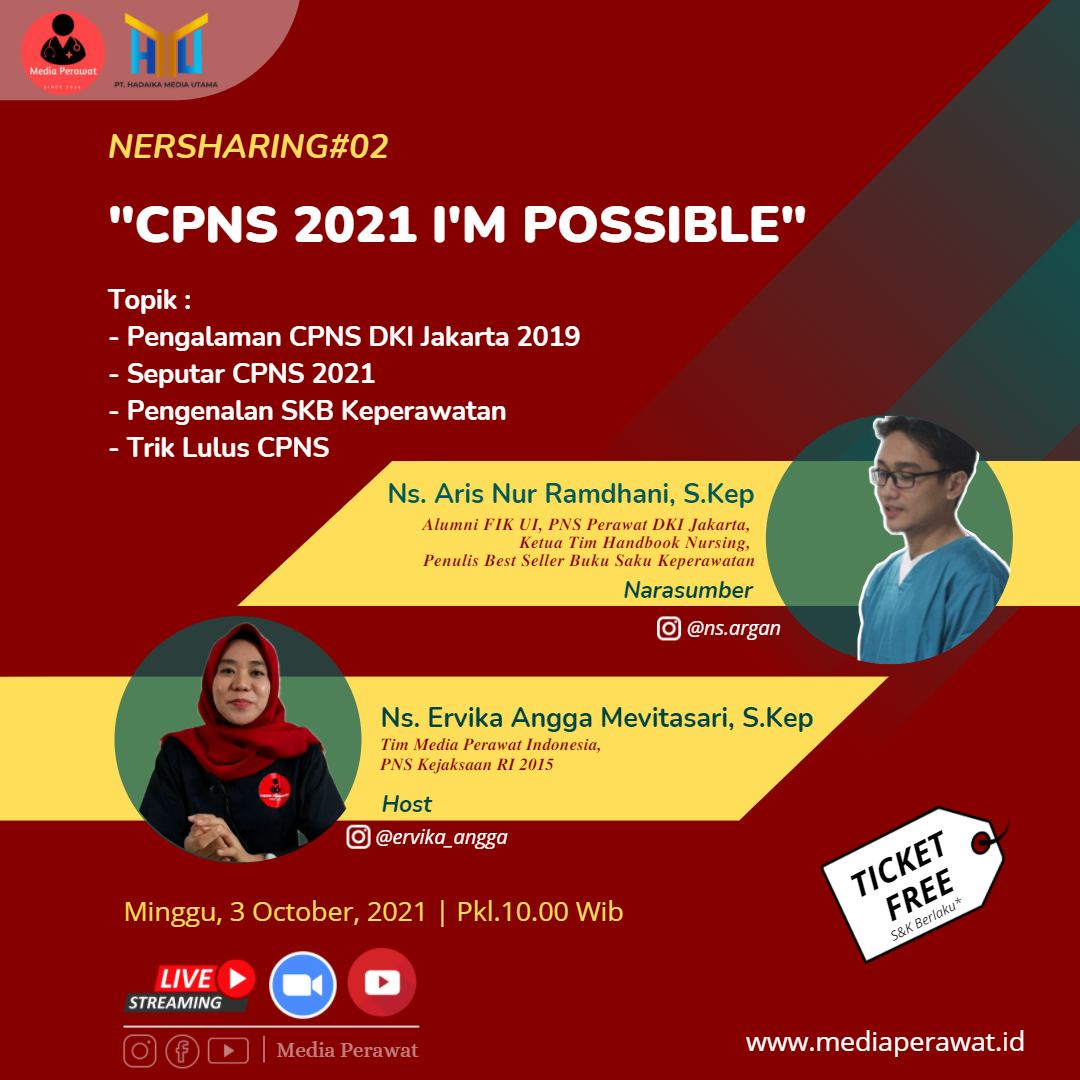 Media Perawat
HMU
PT. HADAIKA MEDIA UTAMA
NERSHARING#02
"CPNS 2021 I'M POSSIBLE"
Topik :
- Pengalaman CPNS DKI Jakarta 2019
- Seputar CPNS 2021
- Pengenalan SKB Keperawatan
- Trik Lulus CPNS
Ns. Aris Nur Ramdhani, S.Kep
Alumni FIK UI, PNS Perawat DKI Jakarta,
Ketua Tim Handbook Nursing,
Penulis Best Seller Buku Saku Keperawatan
Narasumber
@ns.argan
Ns. Ervika Angga Mevitasari, S.Kep
Tim Media Perawat Indonesia,
PNS Kejaksaan RI 2015
Host
@ervika_angga
TICKET
FREE
S&K Berlaku*
Minggu, 3 October, 2021 | Pkl.10.00 Wib
LIVE
STREAMING
Media Perawat
www.mediaperawat.id